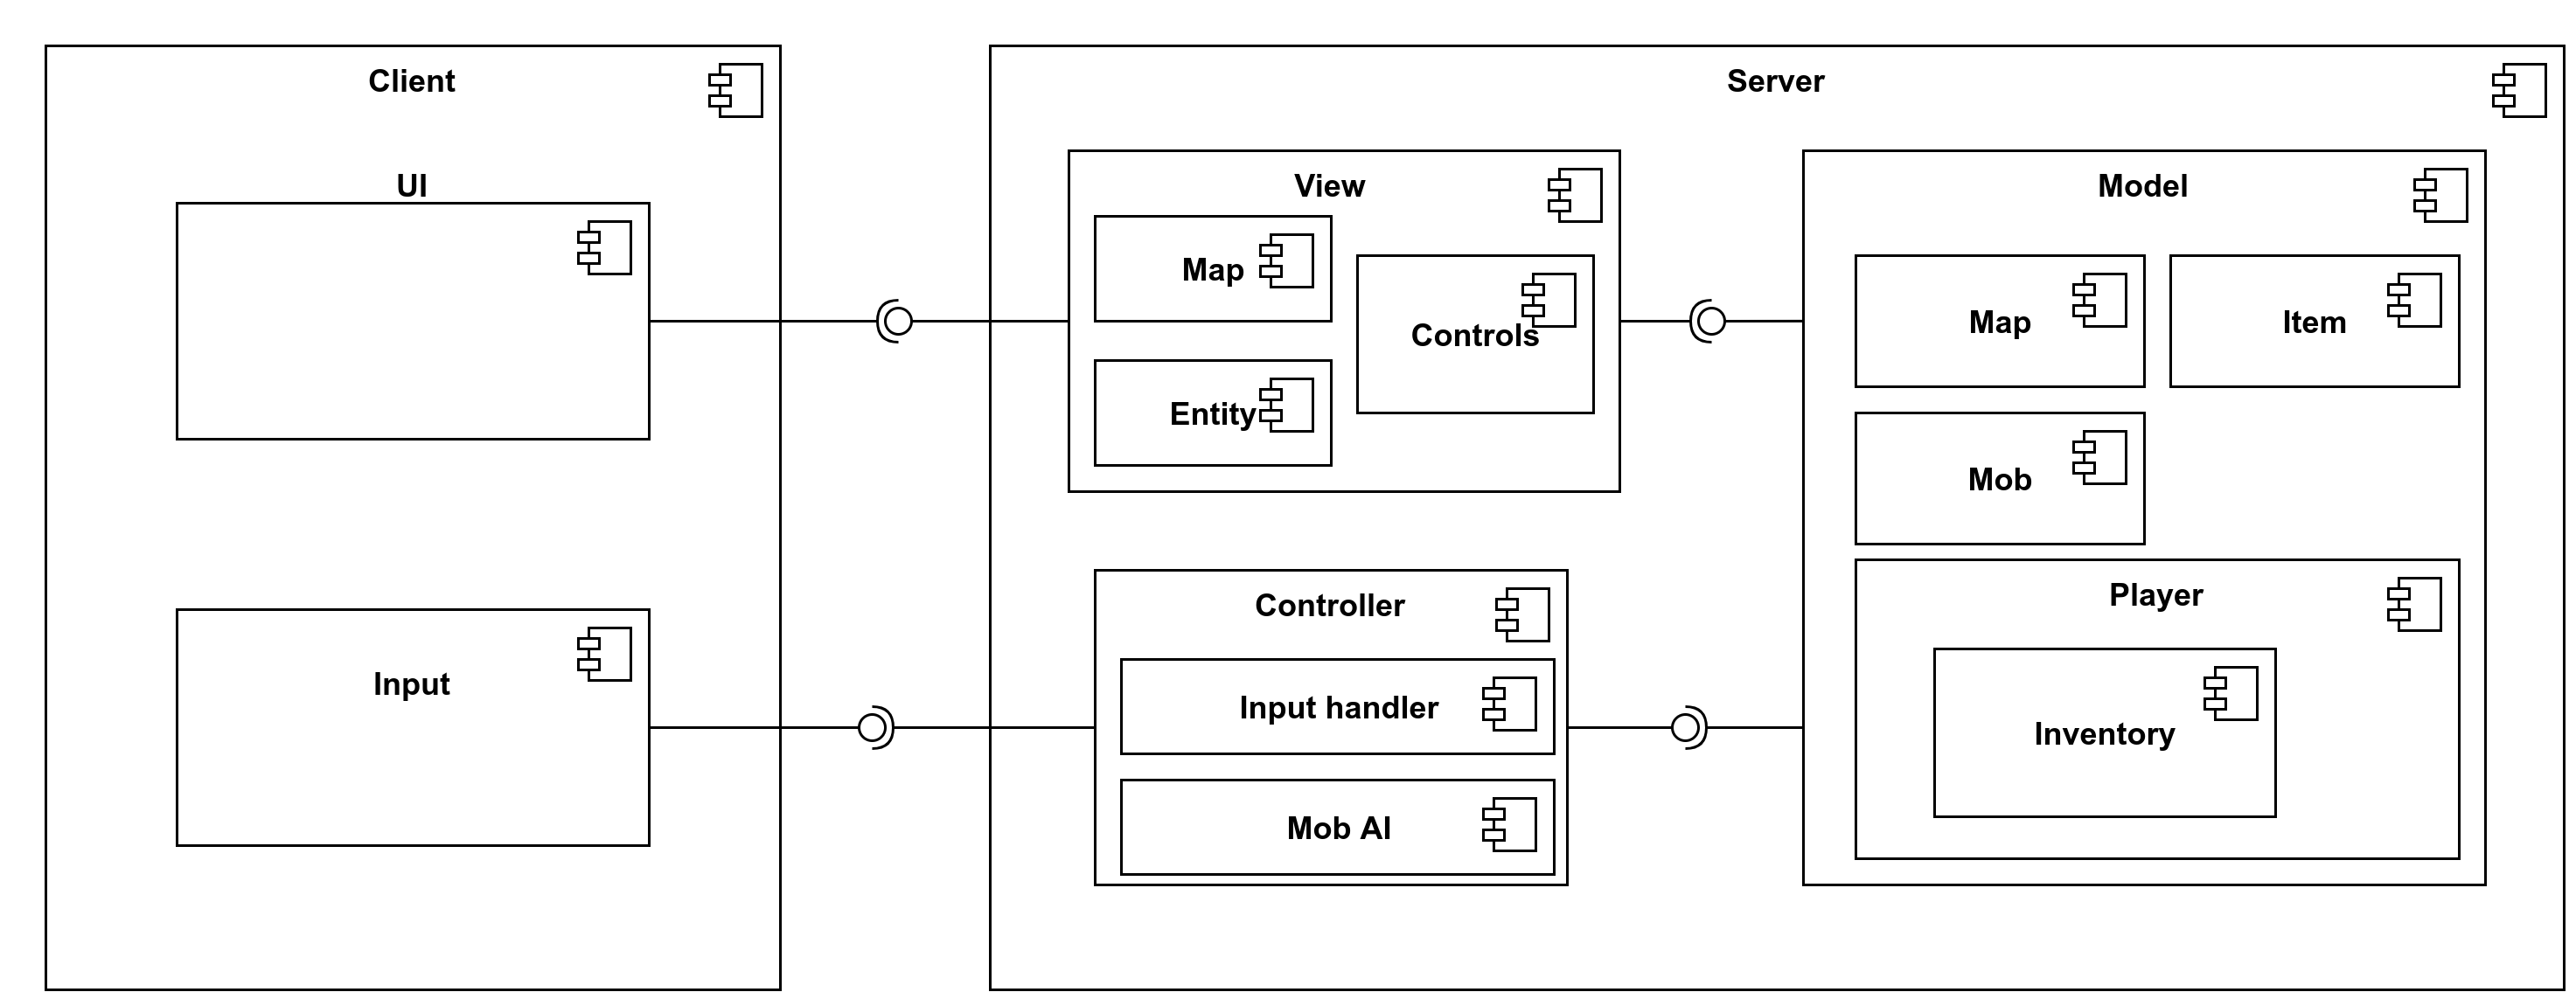 Client
UI
Input
Server
View
Map
Controls
Entity
Controller
Input handler
Mob AI
Model
Map
Item
Mob
Player
Inventory